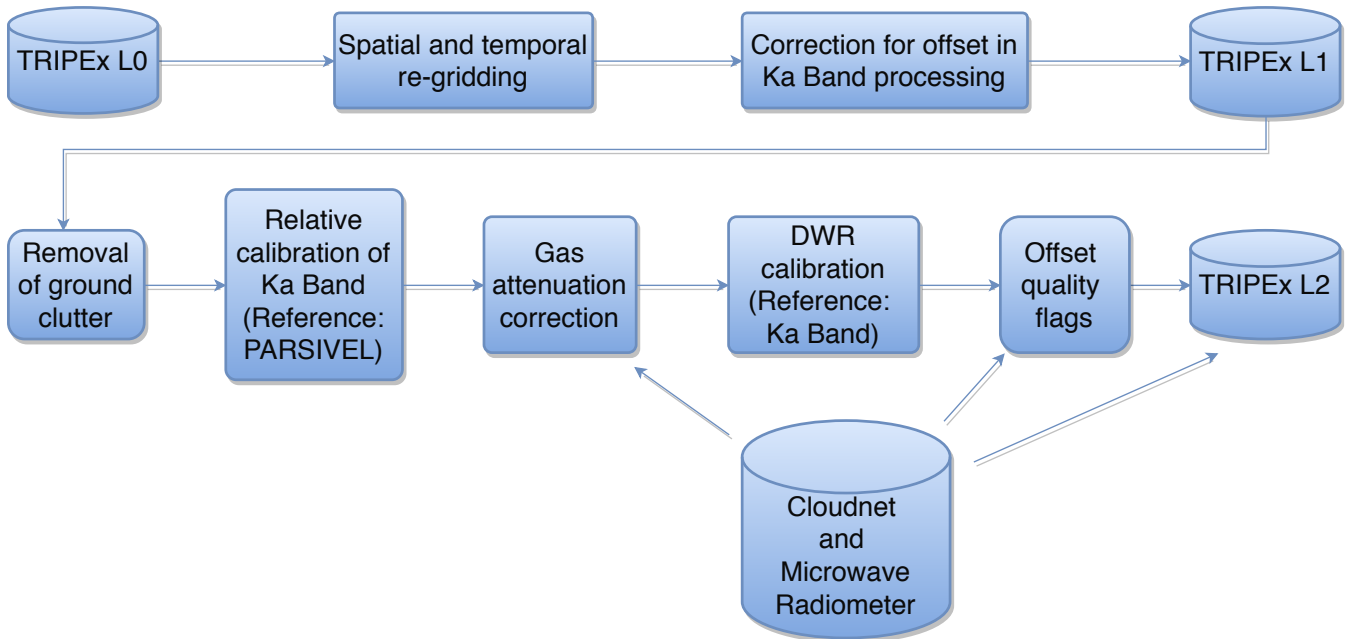 TRIPEx L0
Spatial and temporal
re-gridding
Correction for offset in
Ka Band processing
TRIPEx L1
Removal
of ground
clutter
Relative
calibration of
Ka Band
(Reference:
PARSIVEL)
Gas
attenuation
correction
DWR
calibration
(Reference:
Ka Band)
Offset
quality
flags
TRIPEx L2
Cloudnet
and
Microwave
Radiometer